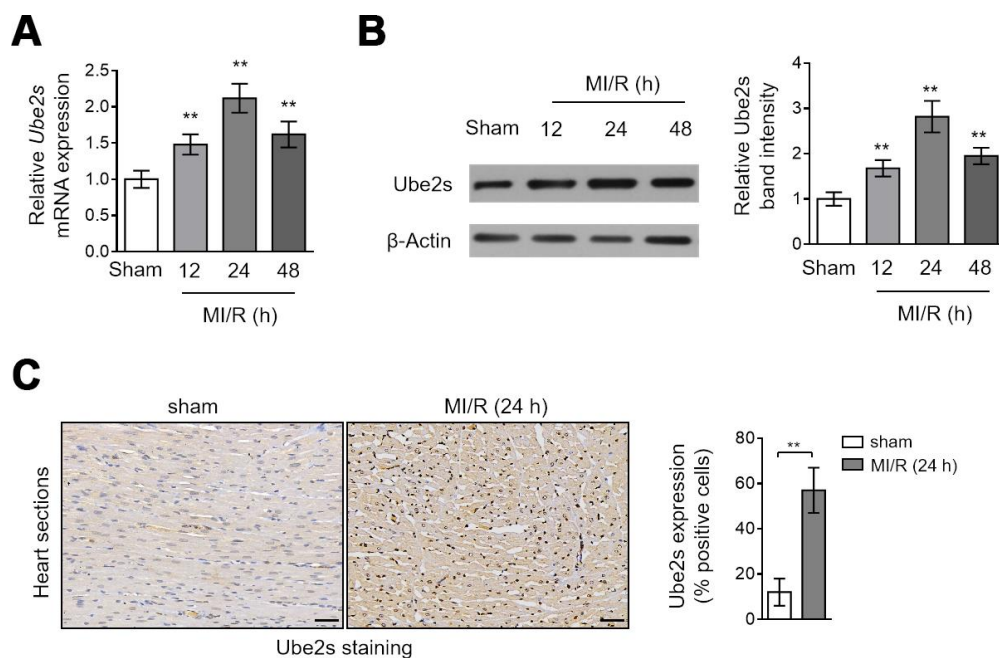 A
Relative Ube2s
mRNA expression
2.5
2.0
1.5
1.0
0.5
0.0
**
**
**
Sham 12 24 48
MI/R (h)
B
MI/R (h)
Sham 12 24 48
Ube2s
β-Actin
Relative Ube2s
band intensity
4
3
2
1
0
**
**
**
Sham 12 24 48
MI/R (h)
C
sham MI/R (24 h)
Heart sections
Ube2s staining
Ube2s expression
(% positive cells)
80
60
40
20
0
**
sham
MI/R (24 h)